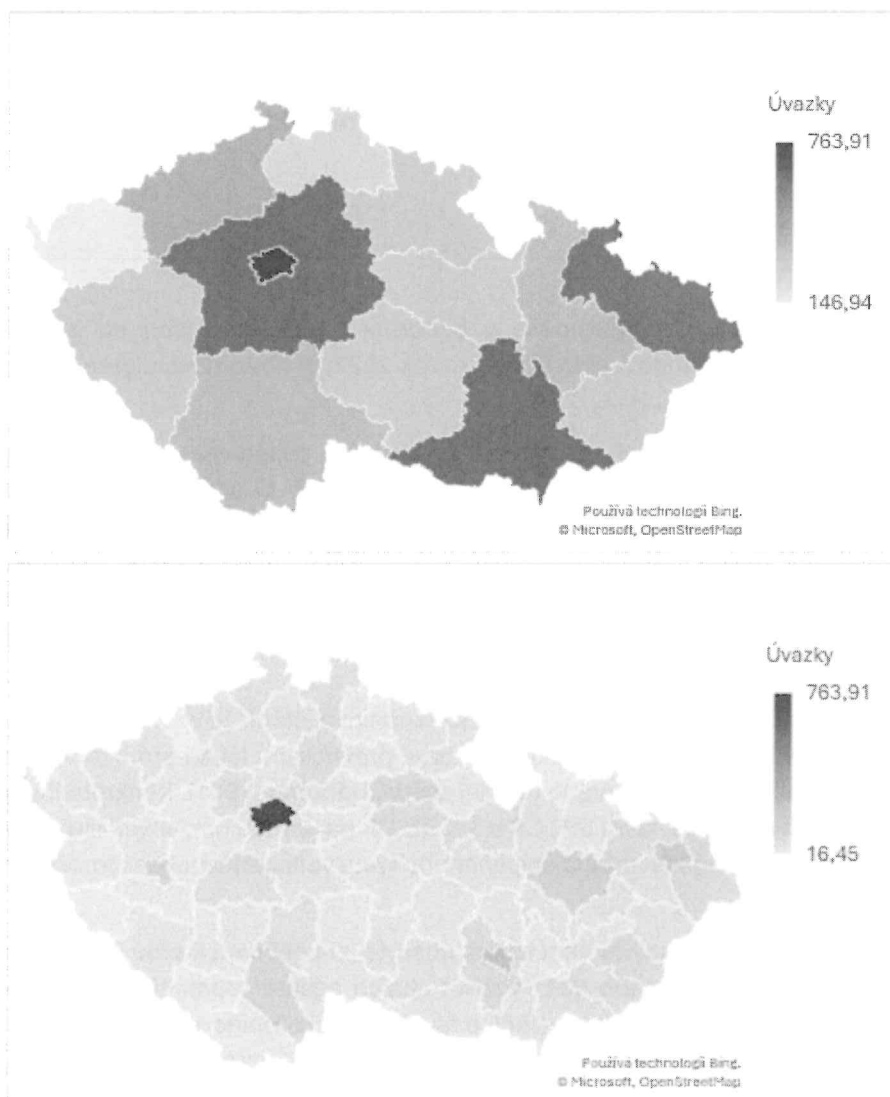 Úvazky
763,91
146,94
Používá technologii Bing.
© Microsoft, OpenStreetMap
Úvazky
763,91
16,45
Používá technologii Bing.
© Microsoft, OpenStreetMap